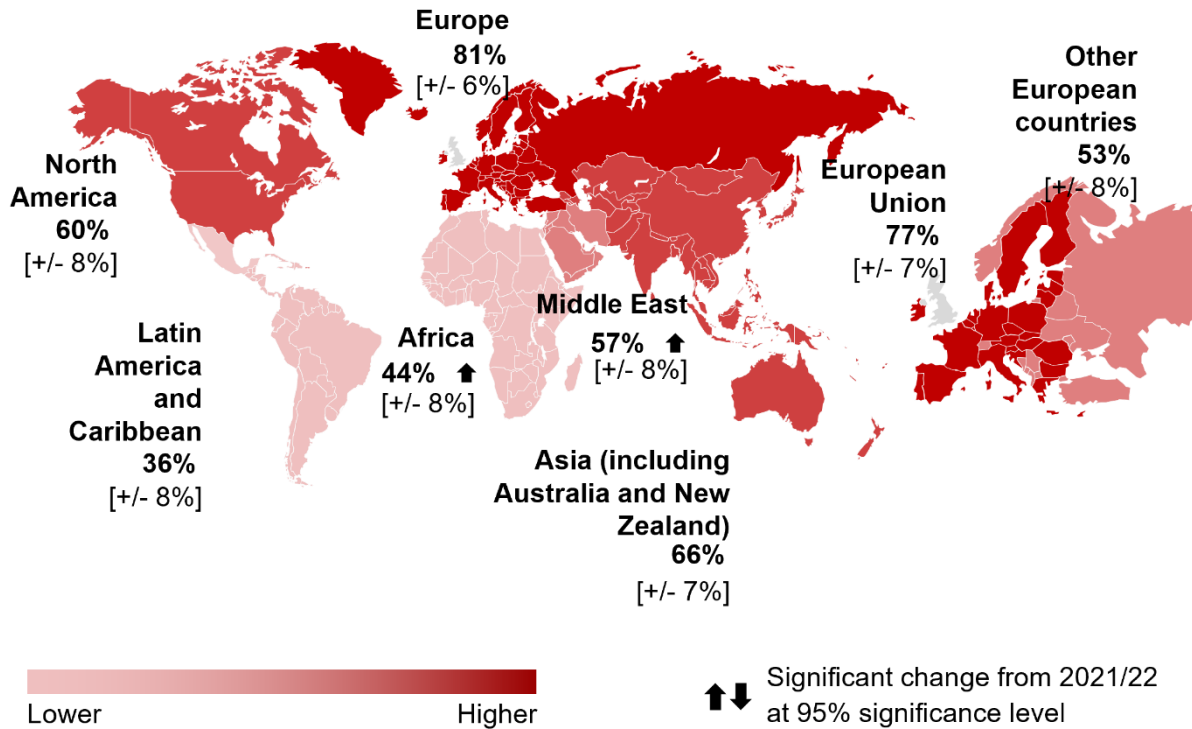 Europe
81%
[+/- 6%]
Other
European
countries
53%
[+/- 8%]
North
America
60%
[+/- 8%]
European
Union
77%
[+/- 7%]
Latin
America
and
Caribbean
36%
[+/- 8%]
Africa
44%
[+/- 8%]
Middle East
57%
[+/- 8%]
Asia (including
Australia and New
Zealand)
66%
[+/- 7%]
Lower
Higher
Significant change from 2021/22
at 95% significance level